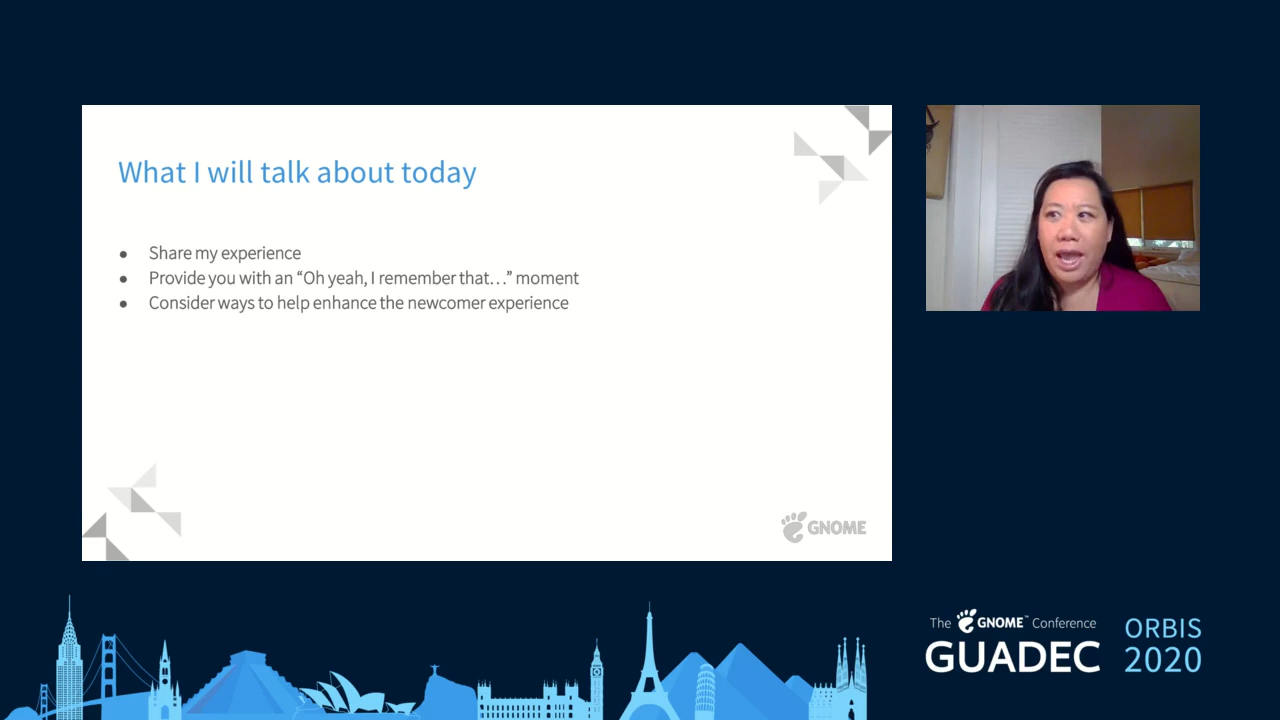 What I will talk about today
● Share my experience
● Provide you with an “Oh yeah, I remember that…” moment
● Consider ways to help enhance the newcomer experience
GNOME
The GNOME™ Conference
GUADEC
ORBIS
2020